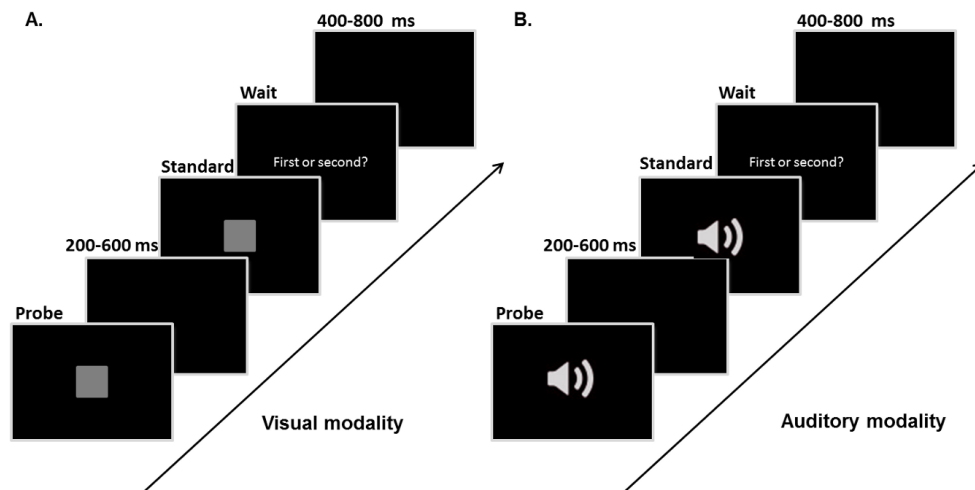 A.
400-800 ms
Wait
First or second?
Standard
200-600 ms
Probe
Visual modality
B.
400-800 ms
Wait
First or second?
Standard
200-600 ms
Probe
Auditory modality